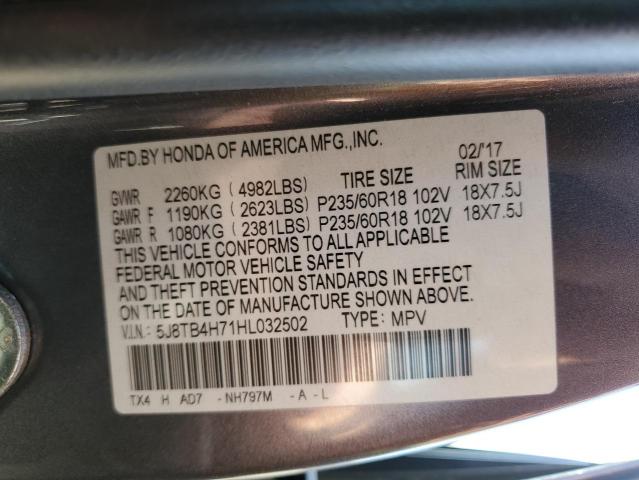 MFD.BY HONDA OF AMERICA MFG.,INC. 02/'17
TIRE SIZE RIM SIZE
GVWR 2260KG (4982LBS)
GAWR F 1190KG (2623LBS) P235/60R18 102V 18X7.5J
GAWR R 1080KG (2381LBS) P235/60R18 102V 18X7.5J
THIS VEHICLE CONFORMS TO ALL APPLICABLE
FEDERAL MOTOR VEHICLE SAFETY
AND THEFT PREVENTION STANDARDS IN EFFECT
ON THE DATE OF MANUFACTURE SHOWN ABOVE.
V.I.N.: 5J8TB4H71HL032502 TYPE: MPV
TX4 H AD7 - NH797M - A - L